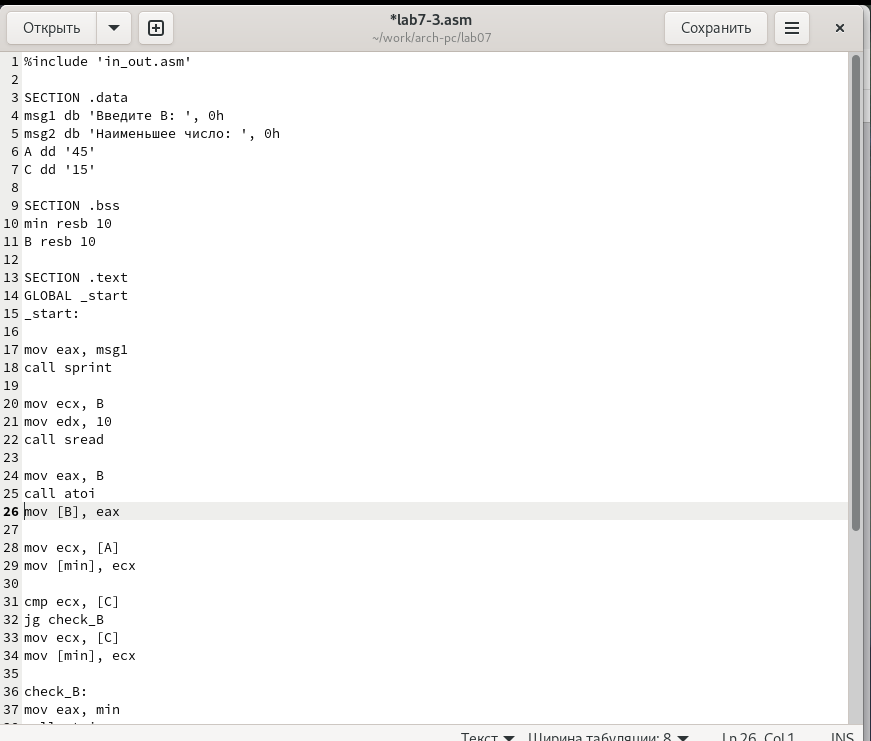 Открыть
*lab7-3.asm
~/work/arch-pc/lab07
Сохранить
1 %include 'in_out.asm'
2
3 SECTION .data
4 msg1 db 'Введите B: ', 0h
5 msg2 db 'Наименьшее число: ', 0h
6 A dd '45'
7 C dd '15'
8
9 SECTION .bss
10 min resb 10
11 B resb 10
12
13 SECTION .text
14 GLOBAL _start
15 _start:
16
17 mov eax, msg1
18 call sprint
19
20 mov ecx, B
21 mov edx, 10
22 call sread
23
24 mov eax, B
25 call atoi
26 mov [B], eax
27
28 mov ecx, [A]
29 mov [min], ecx
30
31 cmp ecx, [C]
32 jg check_B
33 mov ecx, [C]
34 mov [min], ecx
35
36 check_B:
37 mov eax, min
Текст Ширина табуляции: 8 Ln 26, Col 1 INS